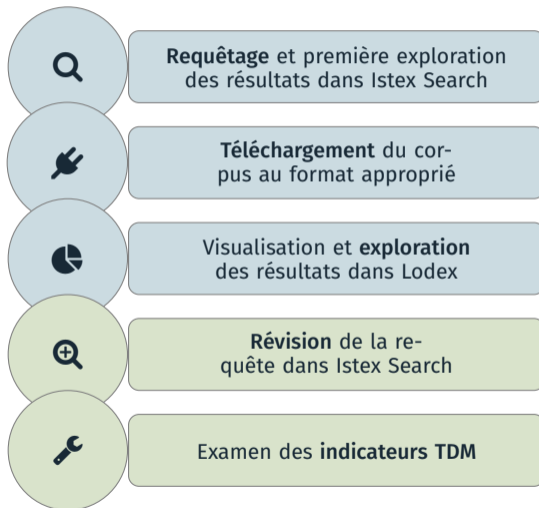 Requêtage et première exploration
des résultats dans Istex Search
Téléchargement du cor-
pus au format approprié
Visualisation et exploration
des résultats dans Lodex
Révision de la re-
quête dans Istex Search
Examen des indicateurs TDM